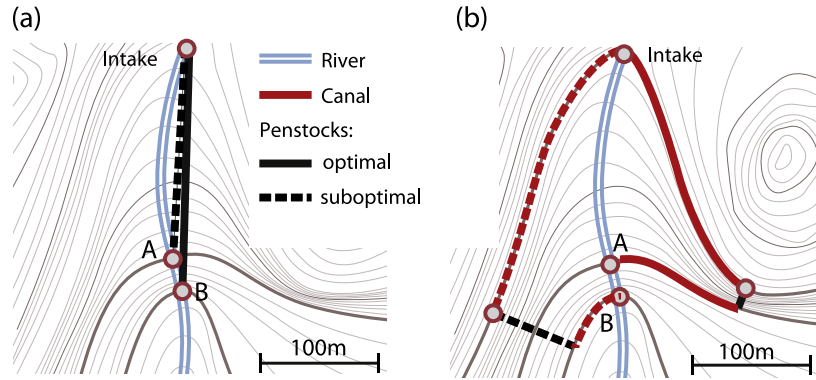 (a)
Intake
River
Canal
Penstocks:
optimal
suboptimal
A
B
100m
(b)
Intake
A
B
100m